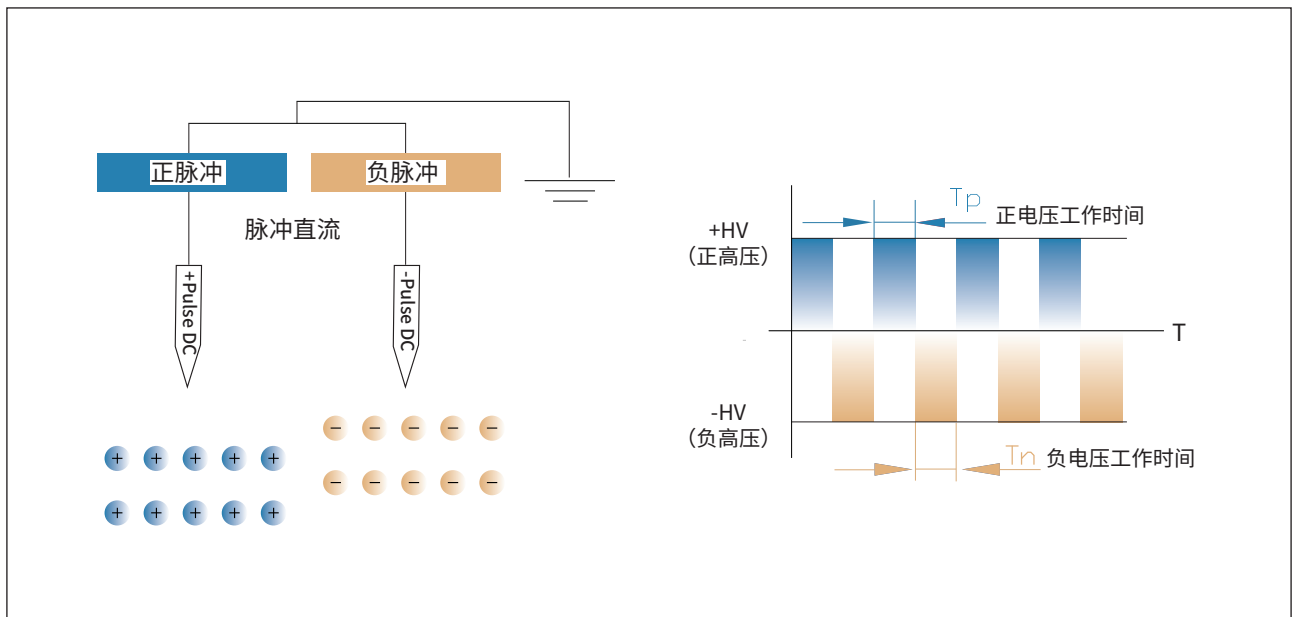 正脉冲
负脉冲
脉冲直流
+Pulse DC
-Pulse DC
+ + + + +
+ + + + +
− − − − −
− − − − −
Tp 正电压工作时间
+HV
（正高压）
T
-HV
（负高压）
Tn 负电压工作时间